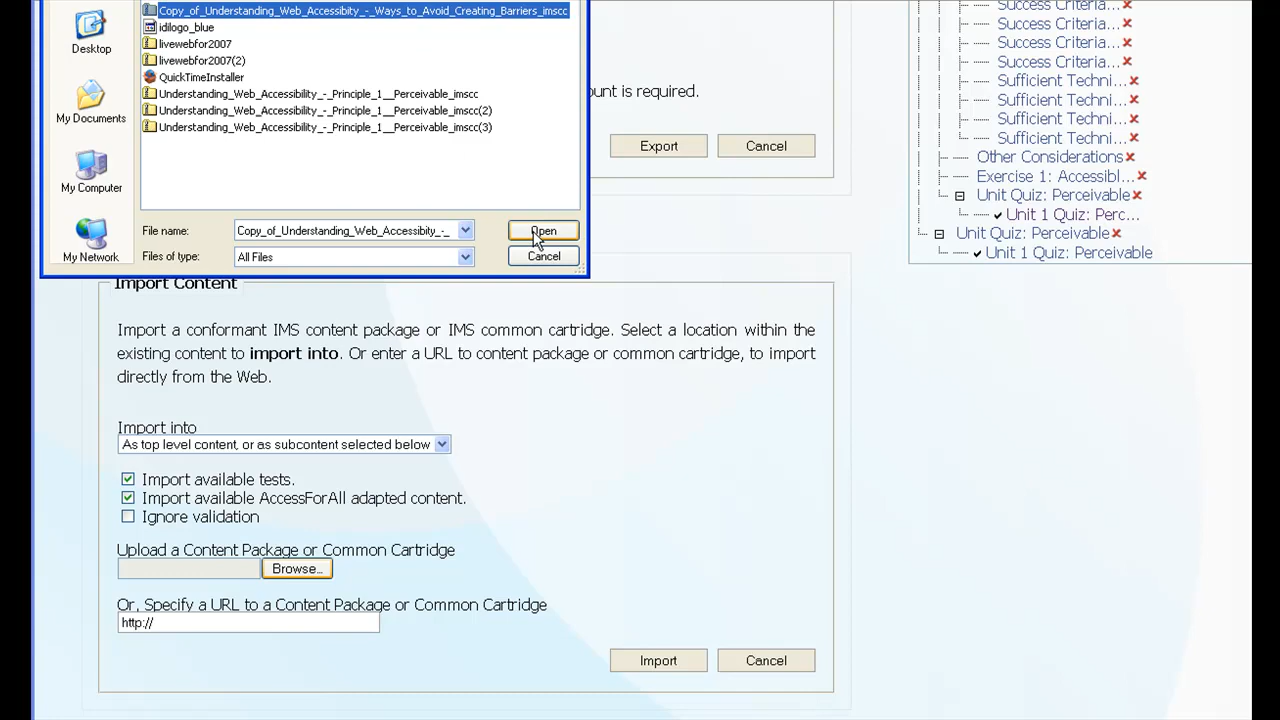 Copy_of_Understanding_Web_Accessibity_-_Ways_to_Avoid_Creating_Barriers_imscc
idilogo_blue
livewebfor2007
livewebfor2007(2)
QuickTimeInstaller
Understanding_Web_Accessibility_-_Principle_1__Perceivable_imscc
Understanding_Web_Accessibility_-_Principle_1__Perceivable_imscc(2)
Understanding_Web_Accessibility_-_Principle_1__Perceivable_imscc(3)
Desktop
My Documents
My Computer
My Network
File name:
Copy_of_Understanding_Web_Accessibity_-_
Open
Files of type:
All Files
Cancel
ount is required.
Export
Cancel
Import Content
Import a conformant IMS content package or IMS common cartridge. Select a location within the
existing content to import into. Or enter a URL to content package or common cartridge, to import
directly from the Web.
Import into
As top level content, or as subcontent selected below
Import available tests.
Import available AccessForAll adapted content.
Ignore validation
Upload a Content Package or Common Cartridge
Browse...
Or, Specify a URL to a Content Package or Common Cartridge
http://
Import
Cancel
Success Criteria...
Success Criteria...
Success Criteria...
Success Criteria...
Sufficient Techni...
Sufficient Techni...
Sufficient Techni...
Sufficient Techni...
Other Considerations
Exercise 1: Accessibl...
Unit Quiz: Perceivable
Unit 1 Quiz: Perc...
Unit Quiz: Perceivable
Unit 1 Quiz: Perceivable